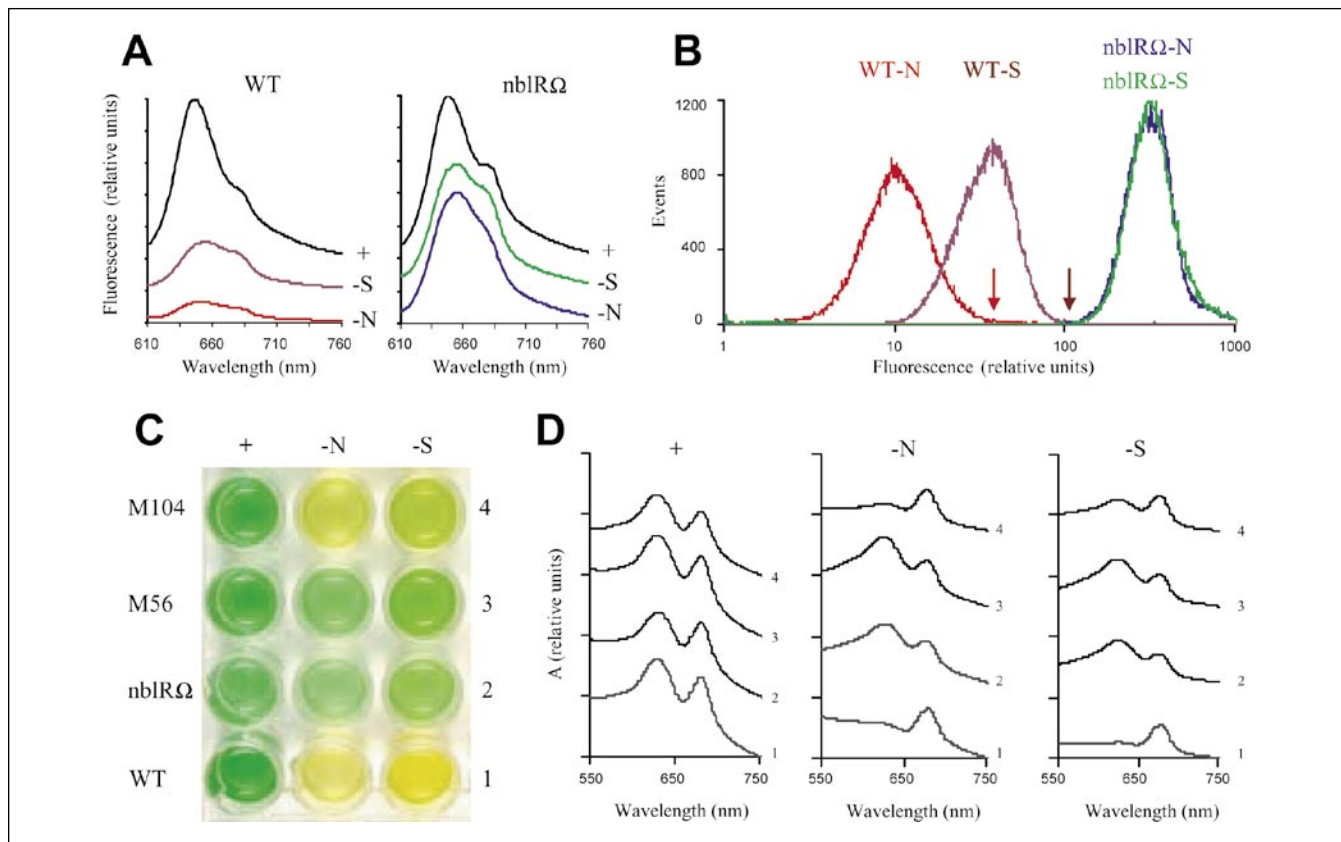 A
WT
nblRΩ
Fluorescence (relative units)
+
-S
-N
+
-S
-N
610 660 710 760
610 660 710 760
Wavelength (nm)
Wavelength (nm)
B
WT-N
WT-S
nblRΩ-N
nblRΩ-S
Events
1200
800
400
0
1 10 100 1000
Fluorescence (relative units)
C
+ -N -S
M104 4
M56 3
nblRΩ 2
WT 1
D
+
-N
-S
A (relative units)
4
3
2
1
4
3
2
1
4
3
2
1
550 650 750
550 650 750
550 650 750
Wavelength (nm)
Wavelength (nm)
Wavelength (nm)